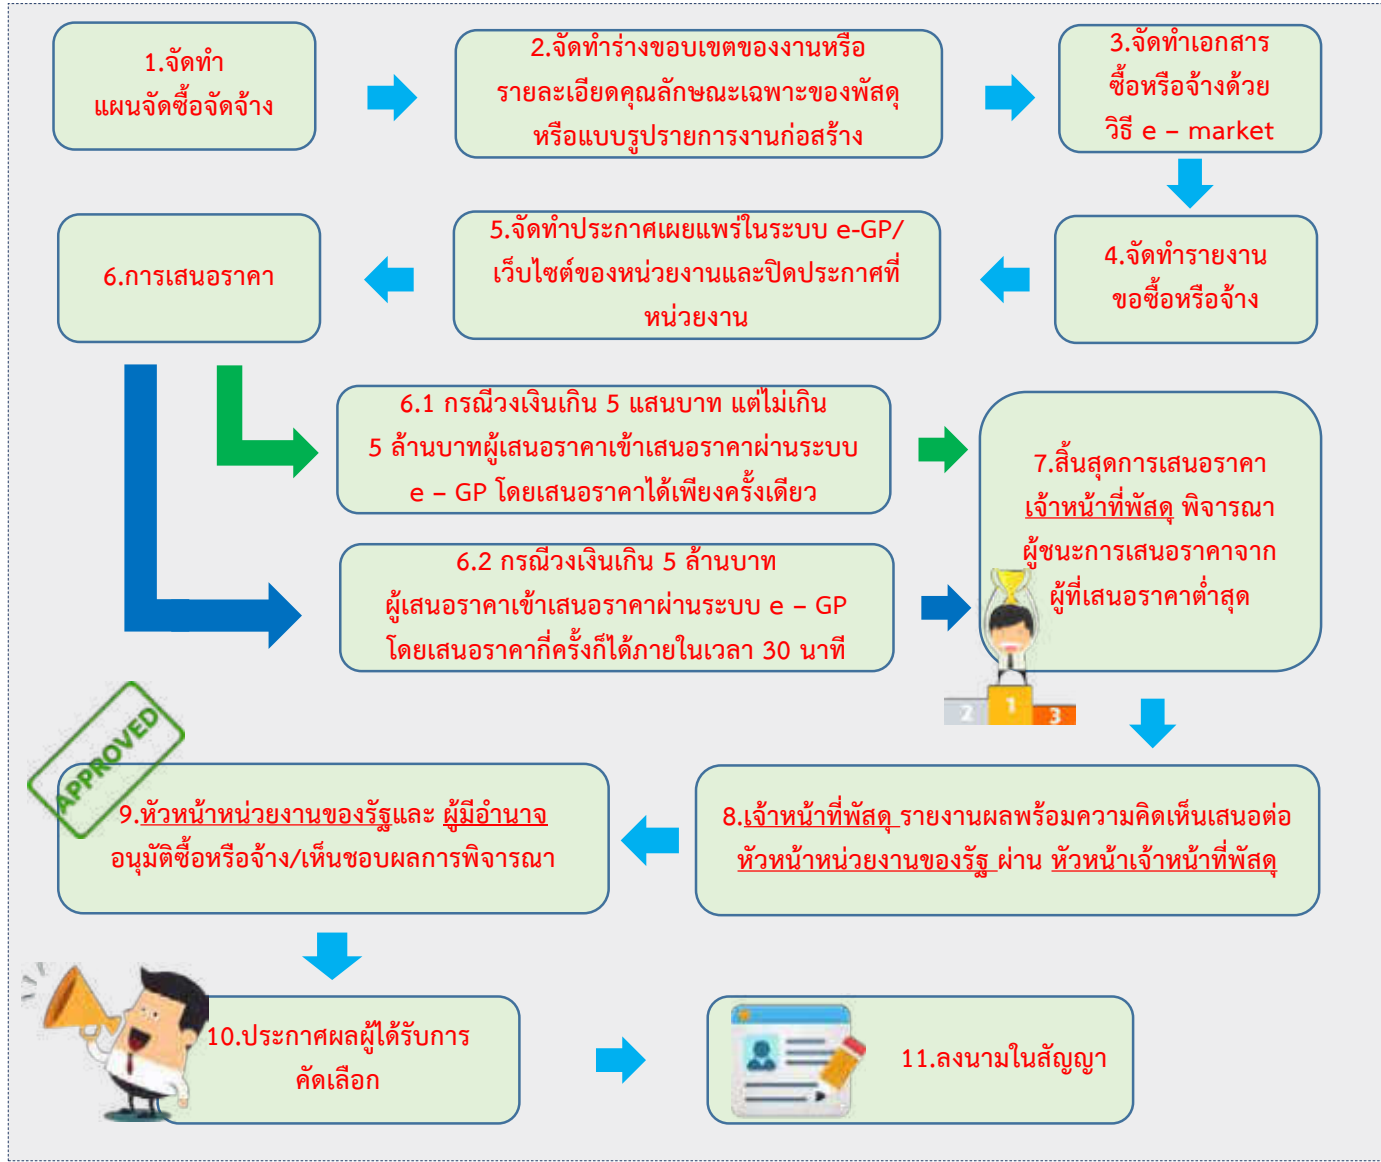 1.จัดทำ
แผนจัดซื้อจัดจ้าง
2.จัดทำร่างขอบเขตของงานหรือ
รายละเอียดคุณลักษณะเฉพาะของพัสดุ
หรือแบบรูปรายการงานก่อสร้าง
3.จัดทำเอกสาร
ซื้อหรือจ้างด้วย
วิธี e – market
4.จัดทำรายงาน
ขอซื้อหรือจ้าง
5.จัดทำประกาศเผยแพร่ในระบบ e-GP/
เว็บไซต์ของหน่วยงานและปิดประกาศที่
หน่วยงาน
6.การเสนอราคา
6.1 กรณีวงเงินเกิน 5 แสนบาท แต่ไม่เกิน
5 ล้านบาทผู้เสนอราคาเข้าเสนอราคาผ่านระบบ
e – GP โดยเสนอราคาได้เพียงครั้งเดียว
6.2 กรณีวงเงินเกิน 5 ล้านบาท
ผู้เสนอราคาเข้าเสนอราคาผ่านระบบ e – GP
โดยเสนอราคากี่ครั้งก็ได้ภายในเวลา 30 นาที
7.สิ้นสุดการเสนอราคา
เจ้าหน้าที่พัสดุ พิจารณา
ผู้ชนะการเสนอราคาจาก
ผู้ที่เสนอราคาต่ำสุด
2 1 3
8.เจ้าหน้าที่พัสดุ รายงานผลพร้อมความคิดเห็นเสนอต่อ
หัวหน้าหน่วยงานของรัฐ ผ่าน หัวหน้าเจ้าหน้าที่พัสดุ
APPROVED
9.หัวหน้าหน่วยงานของรัฐและ ผู้มีอำนาจ
อนุมัติซื้อหรือจ้าง/เห็นชอบผลการพิจารณา
10.ประกาศผลผู้ได้รับการ
คัดเลือก
11.ลงนามในสัญญา